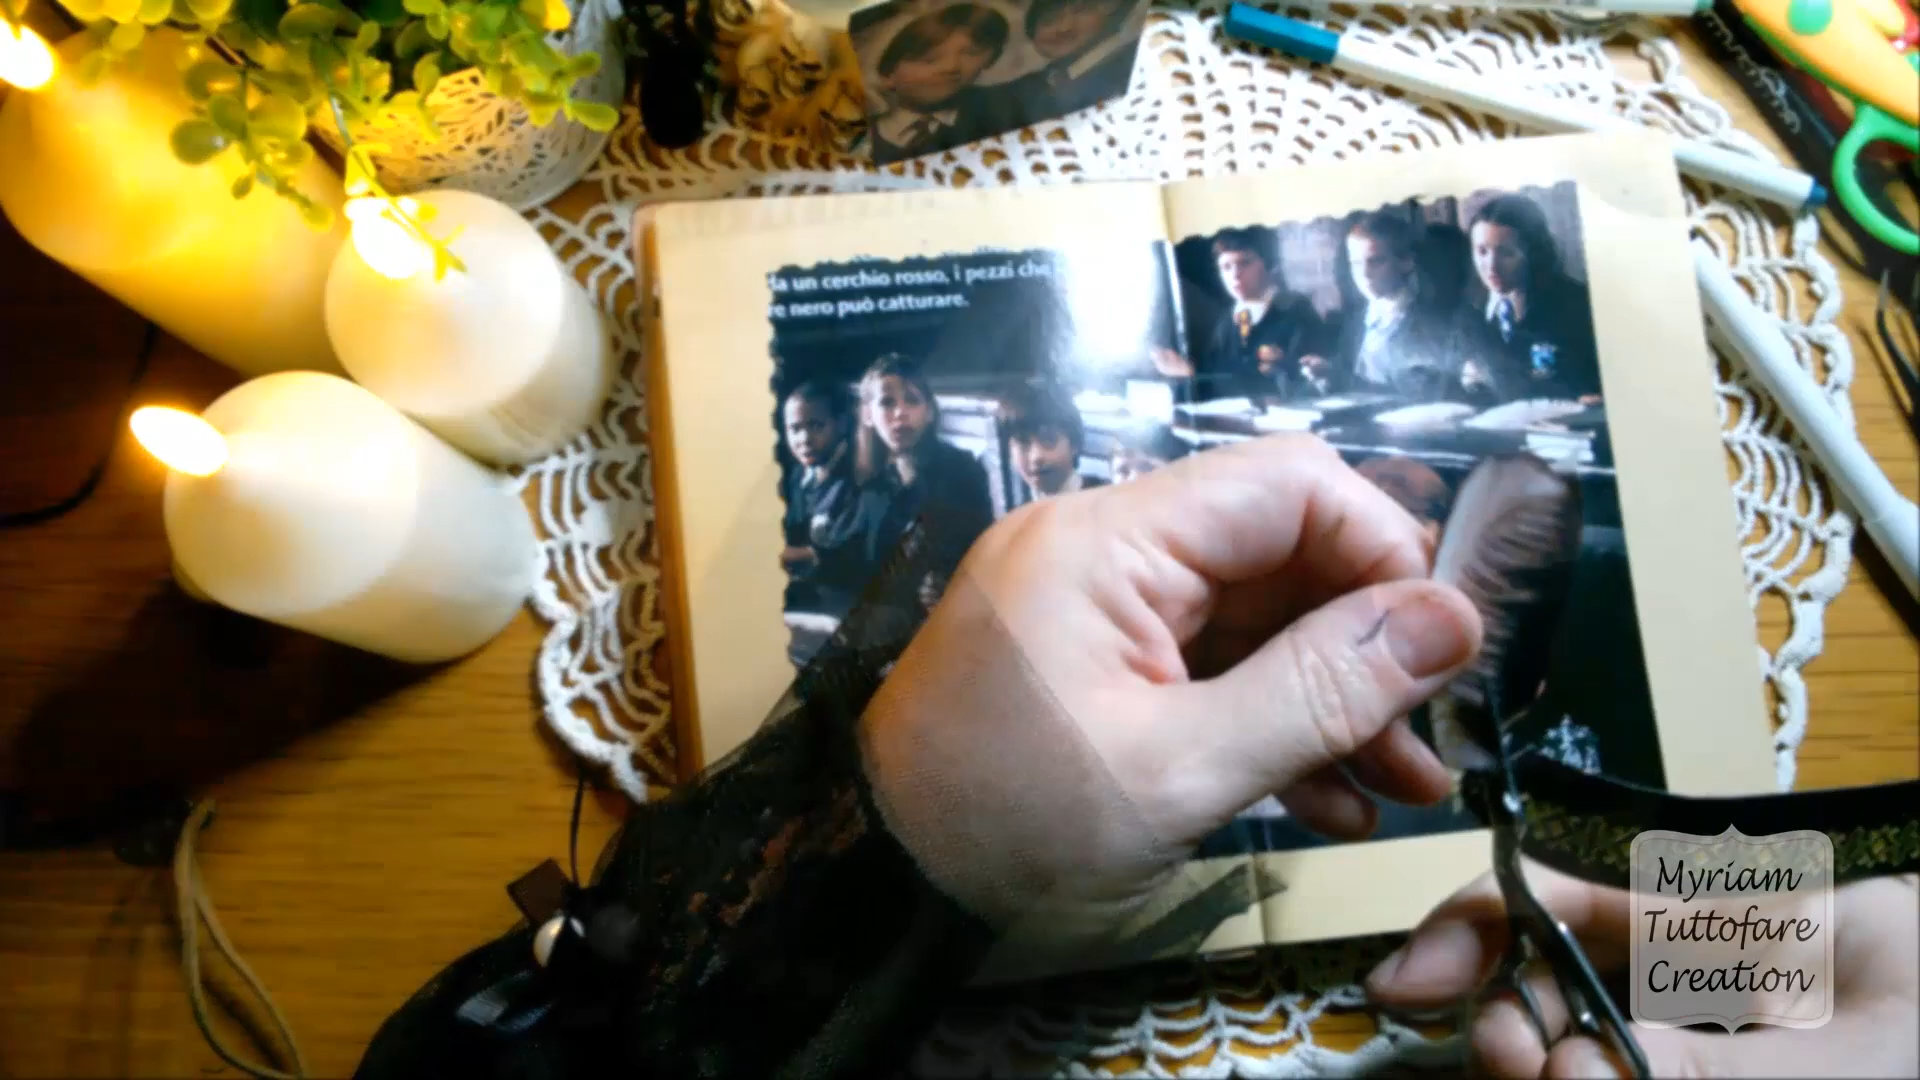 da un cerchio rosso, i pezzi che
re nero può catturare.
Myriam
Tuttofare
Creation